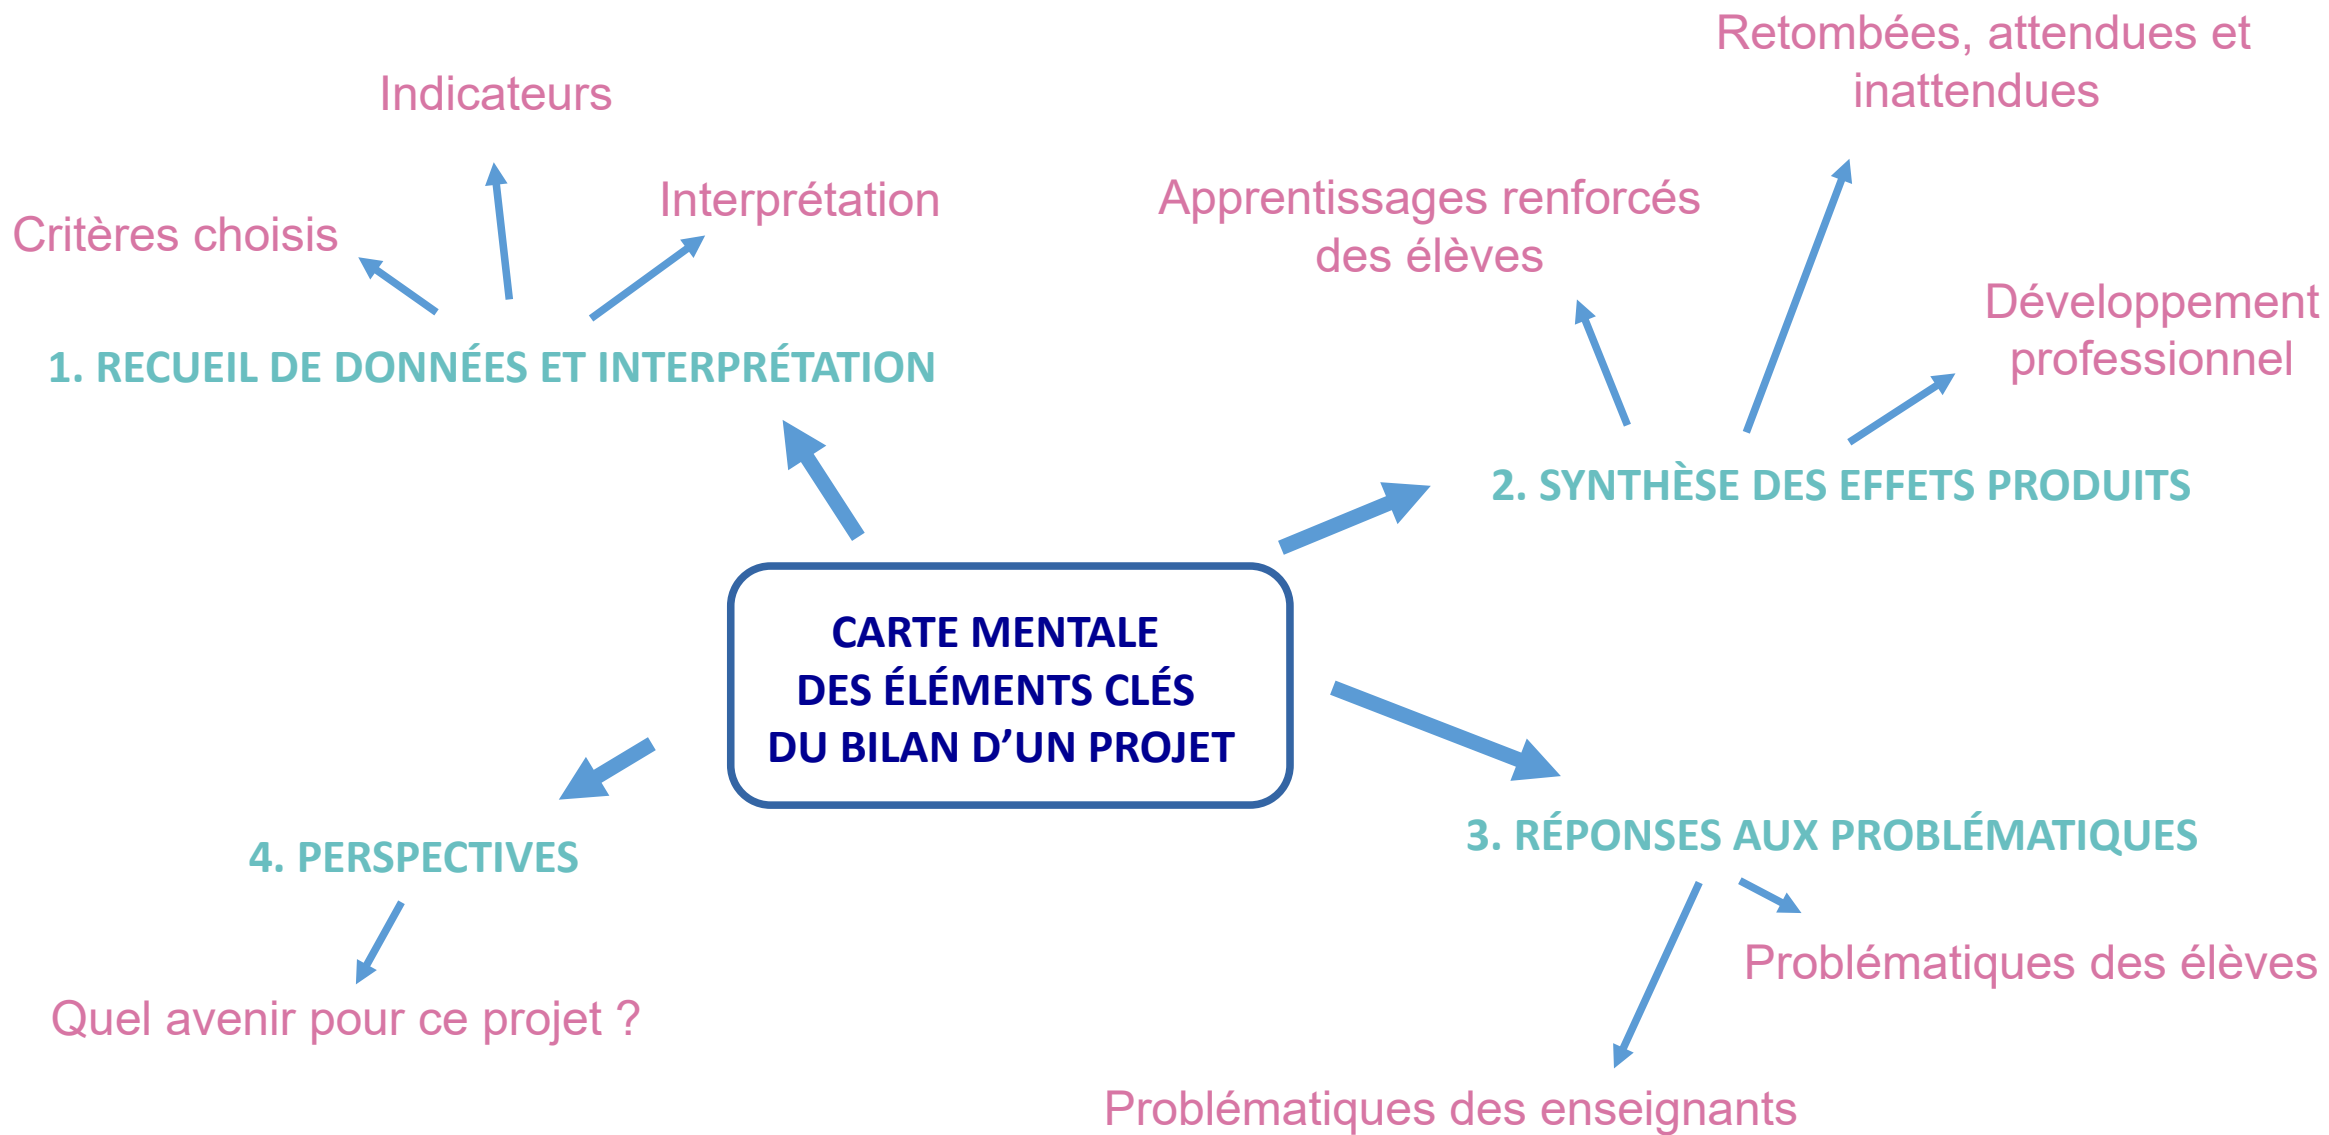 Indicateurs
Critères choisis
Interprétation
1. RECUEIL DE DONNÉES ET INTERPRÉTATION
Retombées, attendues et
inattendues
Apprentissages renforcés
des élèves
Développement
professionnel
2. SYNTHÈSE DES EFFETS PRODUITS
CARTE MENTALE
DES ÉLÉMENTS CLÉS
DU BILAN D’UN PROJET
3. RÉPONSES AUX PROBLÉMATIQUES
Problématiques des élèves
Problématiques des enseignants
4. PERSPECTIVES
Quel avenir pour ce projet ?